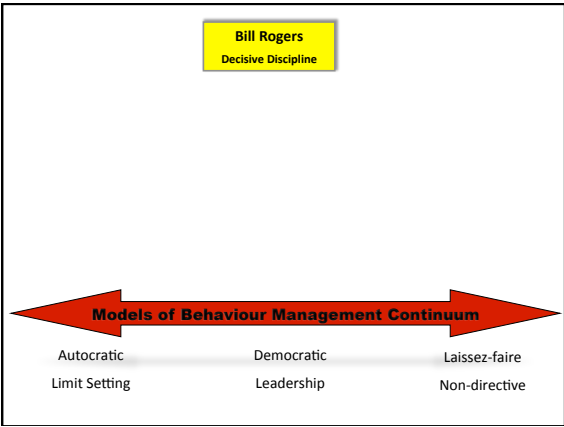 Bill Rogers
Decisive Discipline
Models of Behaviour Management Continuum
Autocratic Democratic Laissez-faire
Limit Setting Leadership Non-directive